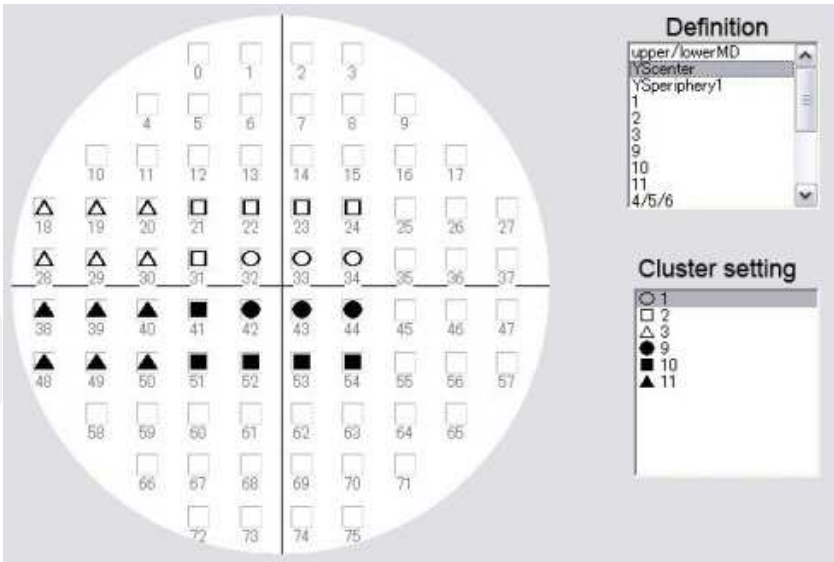 Definition
upper/lowerMD
YScenter
YSperiphery1
1
2
3
9
10
11
4/5/6
Cluster setting
1
2
3
9
10
11
0 1 2 3
4 5 6 7 8 9
10 11 12 13 14 15 16 17
18 19 20 21 22 23 24 25 26 27
28 29 30 31 32 33 34 35 36 37
38 39 40 41 42 43 44 45 46 47
48 49 50 51 52 53 54 55 56 57
58 59 60 61 62 63 64 65
66 67 68 69 70 71
72 73 74 75